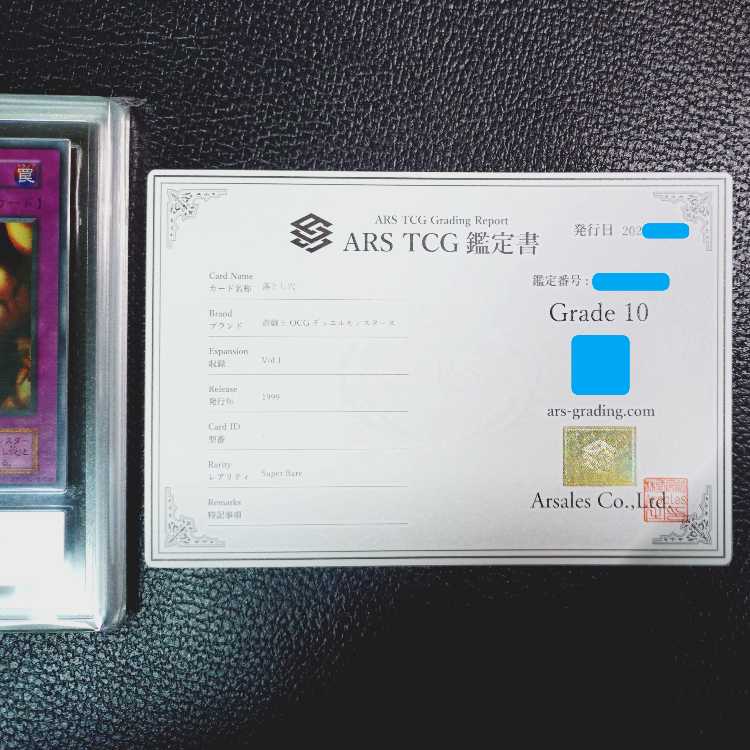 罠
カード】
ARS TCG Grading Report
ARS TCG 鑑定書
発行日 202
Card Name
カード名称 落とし穴
Brand
ブランド 遊戯王 OCG デュエルモンスターズ
Expansion
収録 Vol.1
Release
発行年 1999
Card ID
型番
Rarity
レアリティ Super Rare
Remarks
特記事項
鑑定番号 :
Grade 10
ars-grading.com
Arsales Co.,Ltd.